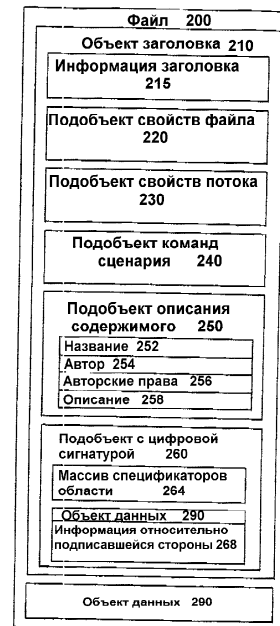 Файл 200
Объект заголовка 210
Информация заголовка
215
Подобъект свойств файла
220
Подобъект свойств потока
230
Подобъект команд
сценария 240
Подобъект описания
содержимого 250
Название 252
Автор 254
Авторские права 256
Описание 258
Подобъект с цифровой
сигнатурой 260
Массив спецификаторов
области 264
Объект данных 290
Информация относительно
подписавшейся стороны 268
Объект данных 290